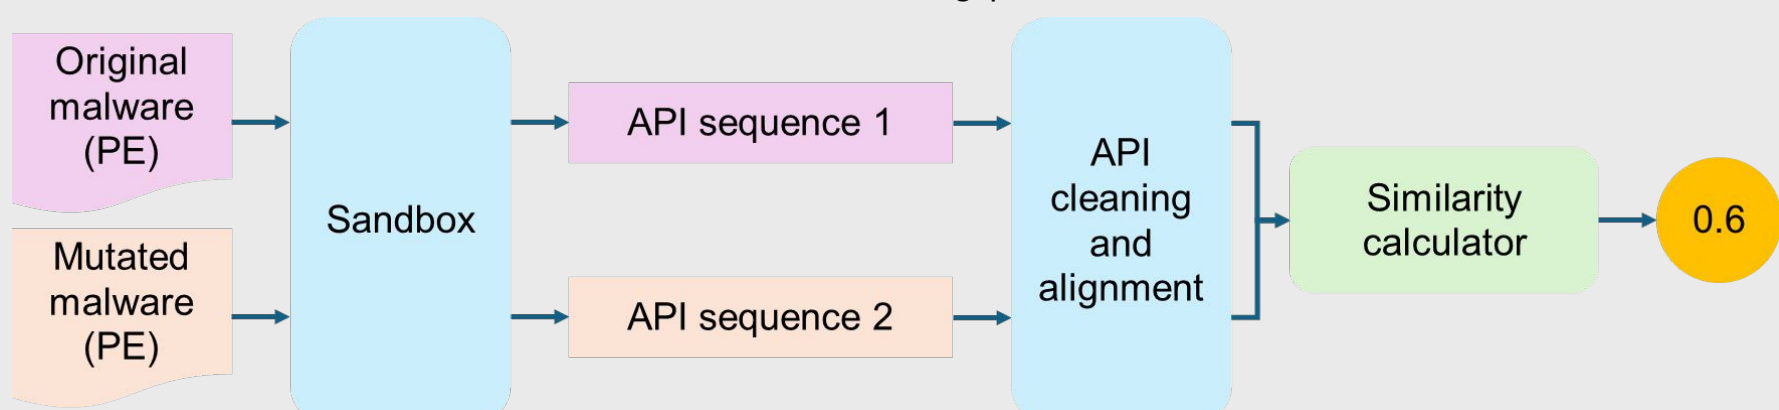 Original
malware
(PE)
Mutated
malware
(PE)
Sandbox
API sequence 1
API sequence 2
API
cleaning
and
alignment
Similarity
calculator
0.6